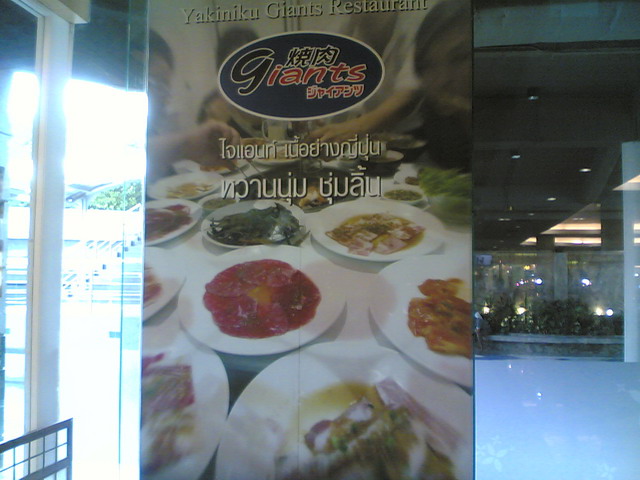 Yakiniku Giants Restaurant
焼肉
Giants
ジャイアンツ
ไจแอนท์ เนื้อย่างญี่ปุ่น
หวานนุ่ม ชุ่มลิ้น